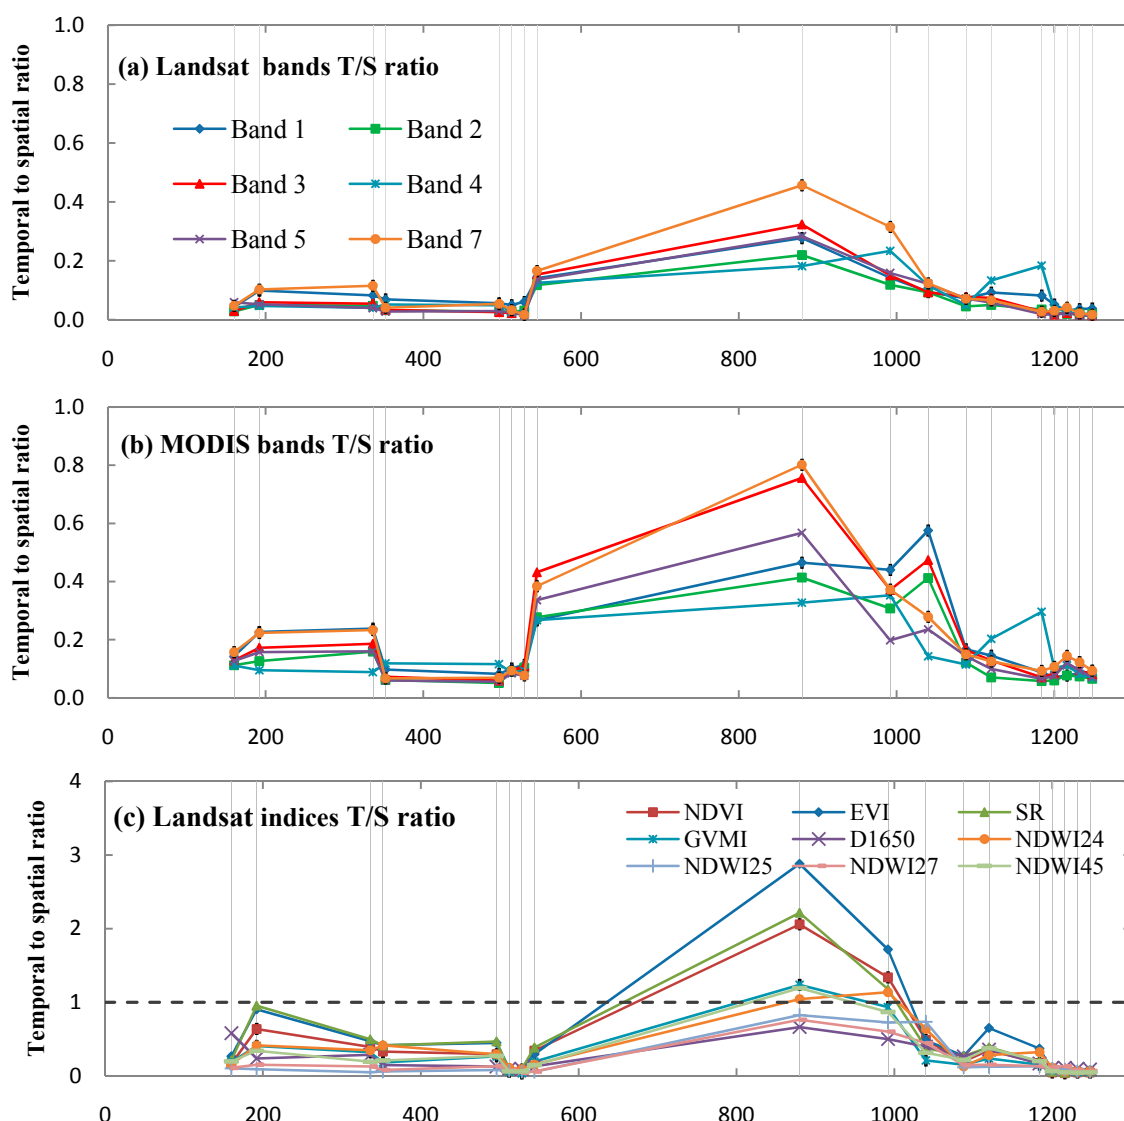 Temporal to spatial ratio
1.0
0.8
0.6
0.4
0.2
0.0
(a) Landsat bands T/S ratio
Band 1
Band 2
Band 3
Band 4
Band 5
Band 7
0 200 400 600 800 1000 1200
Temporal to spatial ratio
1.0
0.8
0.6
0.4
0.2
0.0
(b) MODIS bands T/S ratio
0 200 400 600 800 1000 1200
Temporal to spatial ratio
4
3
2
1
0
(c) Landsat indices T/S ratio
NDVI EVI SR
GVMI D1650 NDWI24
NDWI25 NDWI27 NDWI45
0 200 400 600 800 1000 1200